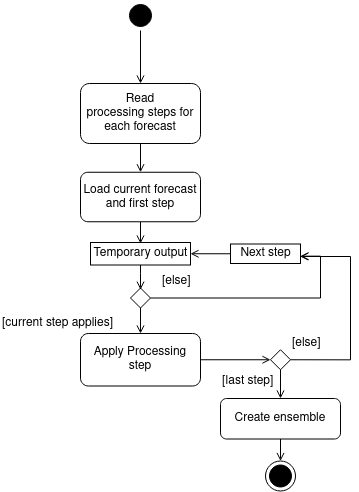 Read
processing steps for
each forecast
Load current forecast
and first step
Temporary output
Next step
[else]
[current step applies]
Apply Processing
step
[else]
[last step]
Create ensemble